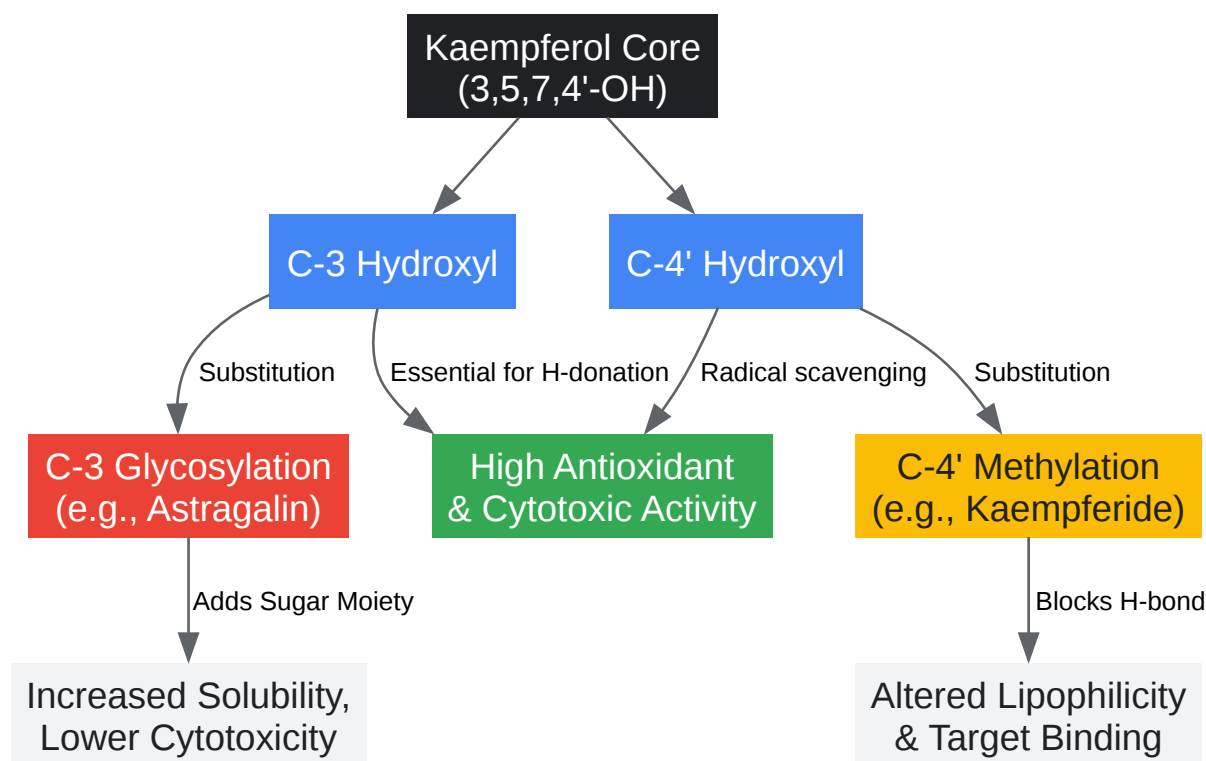 Kaempferol Core
(3,5,7,4'-OH)
C-3 Hydroxyl
C-4' Hydroxyl
Substitution
Essential for H-donation
Radical scavenging
Substitution
C-3 Glycosylation
(e.g., Astragalin)
High Antioxidant
& Cytotoxic Activity
C-4' Methylation
(e.g., Kaempferide)
Adds Sugar Moiety
Blocks H-bond
Increased Solubility,
Lower Cytotoxicity
Altered Lipophilicity
& Target Binding